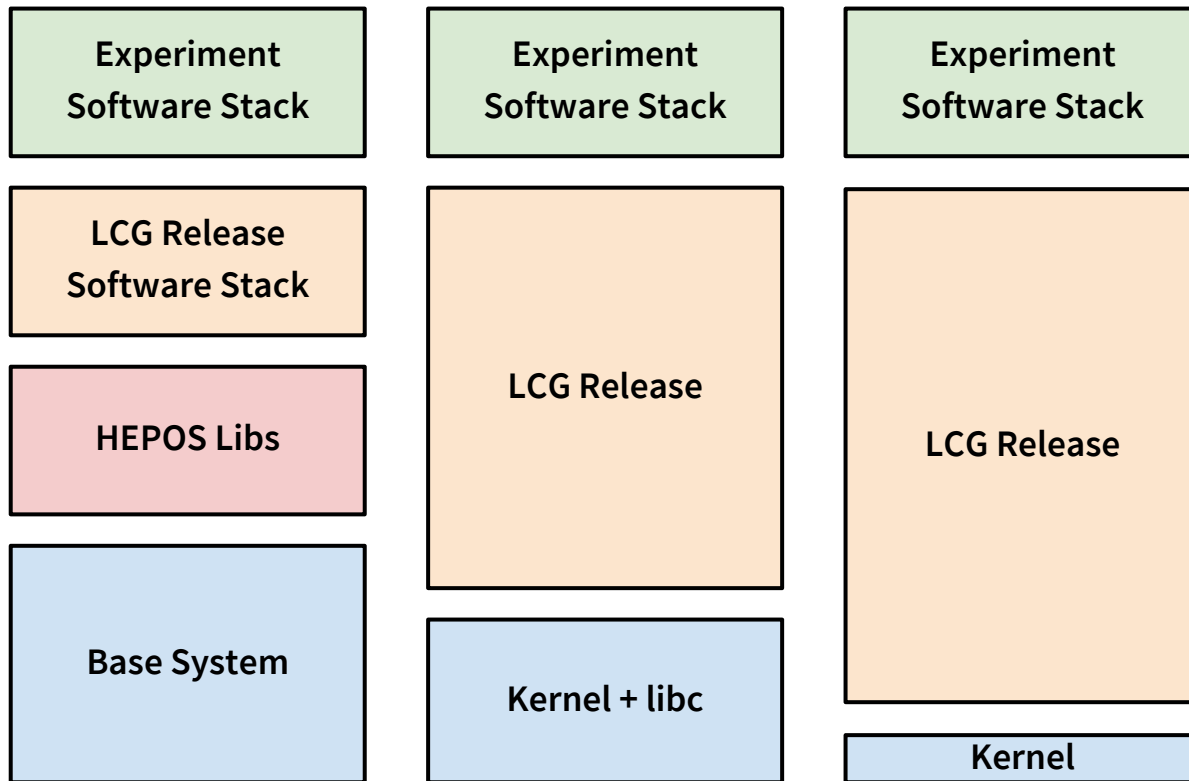 Experiment
Software Stack
LCG Release
Software Stack
HEPOS Libs
Base System
Experiment
Software Stack
LCG Release
Kernel + libc
Experiment
Software Stack
LCG Release
Kernel